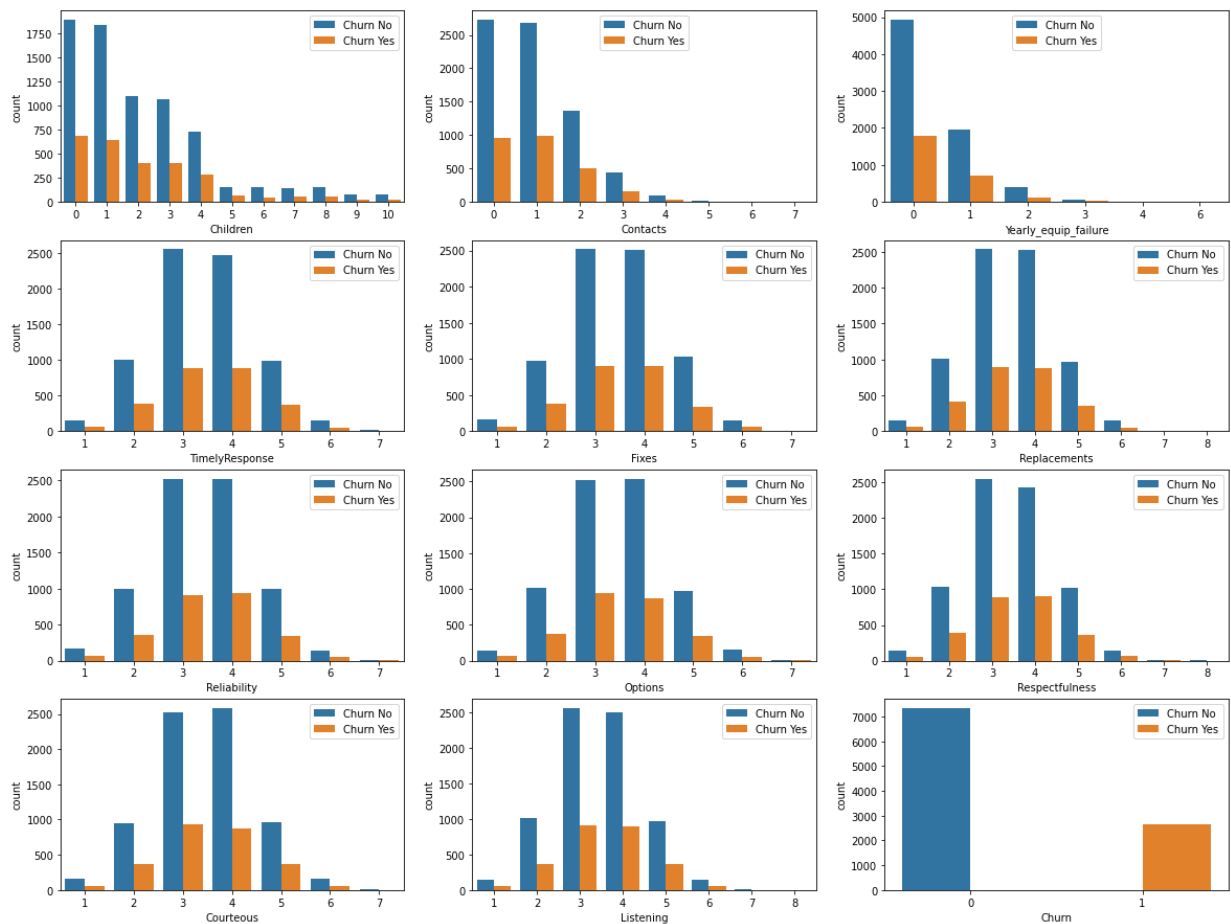 count
1750
1500
1250
1000
750
500
250
0
Churn No
Churn Yes
0 1 2 3 4 5 6 7 8 9 10
Children
count
2500
2000
1500
1000
500
0
Churn No
Churn Yes
0 1 2 3 4 5 6 7
Contacts
count
5000
4000
3000
2000
1000
0
Churn No
Churn Yes
0 1 2 3 4 6
Yearly_equip_failure
count
2500
2000
1500
1000
500
0
Churn No
Churn Yes
1 2 3 4 5 6 7
TimelyResponse
count
2500
2000
1500
1000
500
0
Churn No
Churn Yes
1 2 3 4 5 6 7
Fixes
count
2500
2000
1500
1000
500
0
Churn No
Churn Yes
1 2 3 4 5 6 7 8
Replacements
count
2500
2000
1500
1000
500
0
Churn No
Churn Yes
1 2 3 4 5 6 7
Reliability
count
2500
2000
1500
1000
500
0
Churn No
Churn Yes
1 2 3 4 5 6 7
Options
count
2500
2000
1500
1000
500
0
Churn No
Churn Yes
1 2 3 4 5 6 7 8
Respectfulness
count
2500
2000
1500
1000
500
0
Churn No
Churn Yes
1 2 3 4 5 6 7
Courteous
count
2500
2000
1500
1000
500
0
Churn No
Churn Yes
1 2 3 4 5 6 7 8
Listening
count
7000
6000
5000
4000
3000
2000
1000
0
Churn No
Churn Yes
0 1
Churn